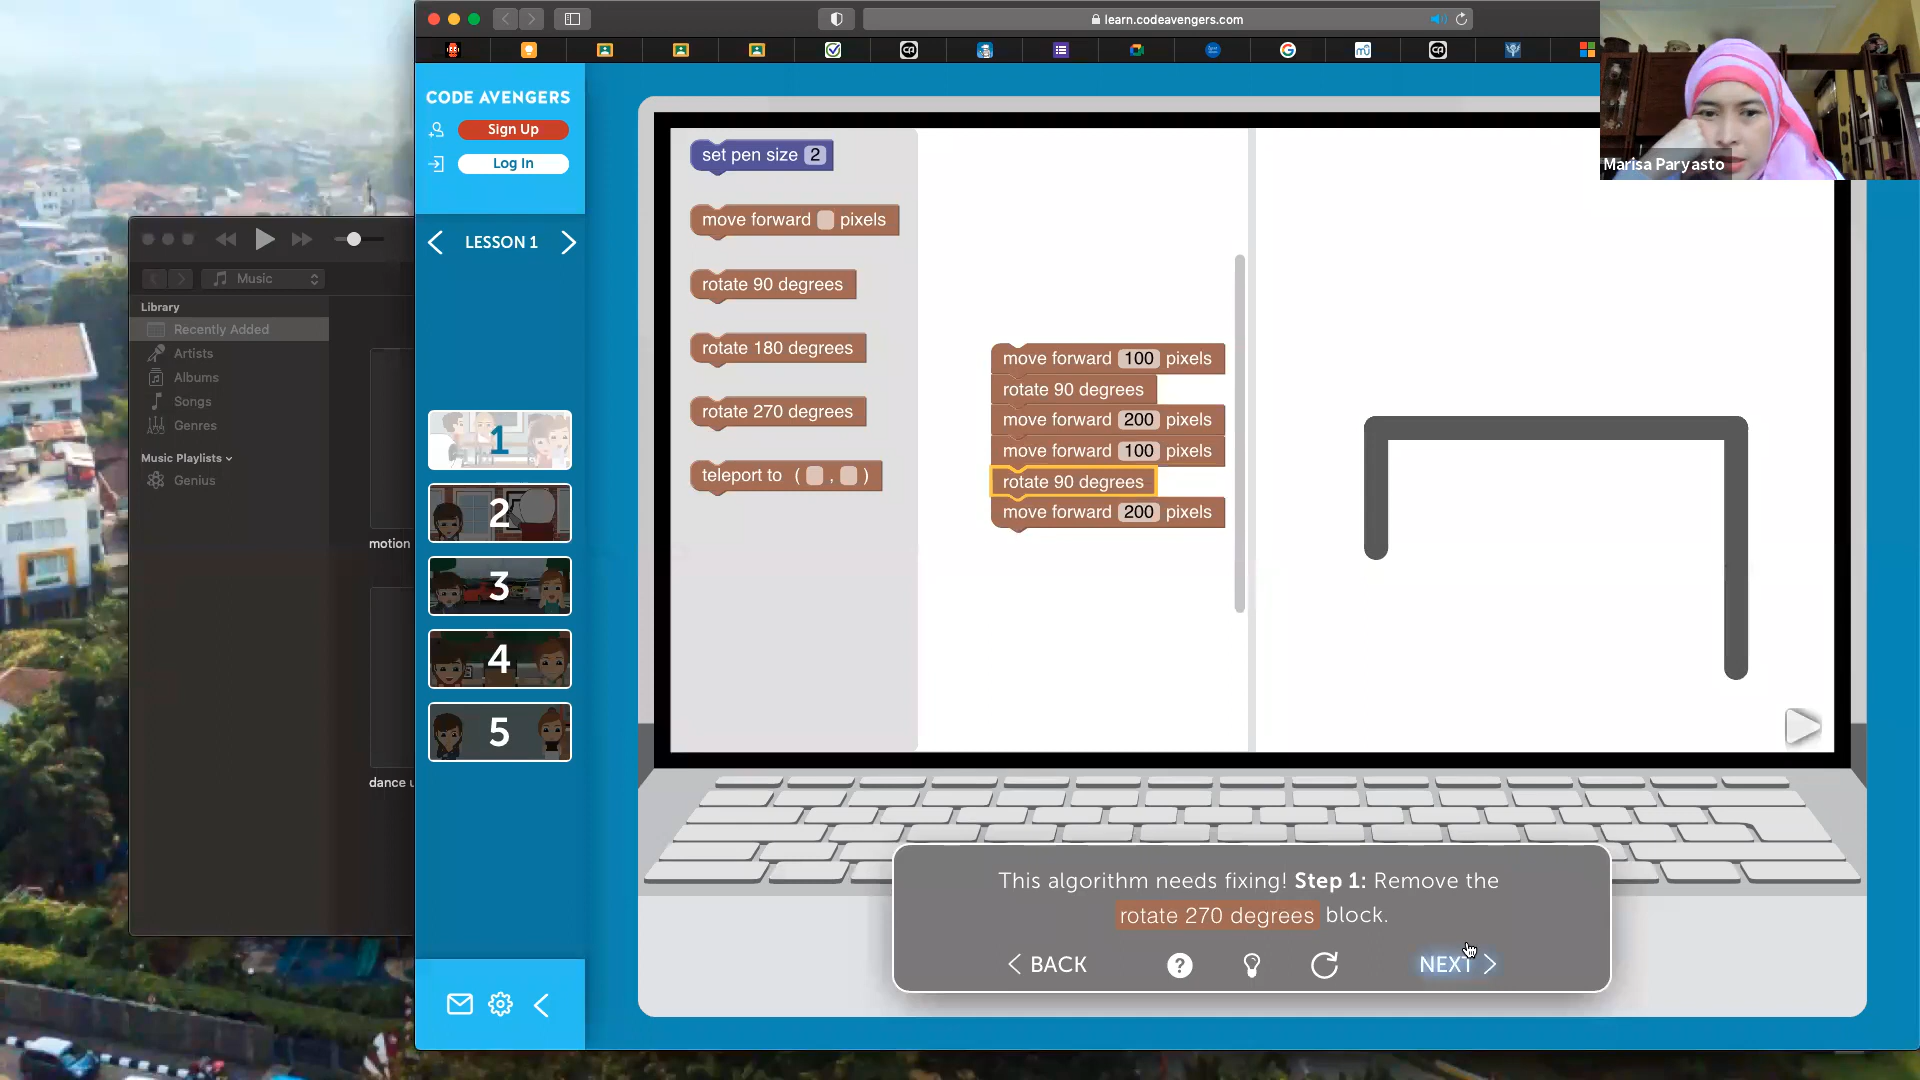 learn.codeavengers.com
CODE AVENGERS
Sign Up
Log In
LESSON 1
1
2
3
4
5
Music
Library
Recently Added
Artists
Albums
Songs
Genres
Music Playlists
Genius
motion
dance u
set pen size 2
move forward pixels
rotate 90 degrees
rotate 180 degrees
rotate 270 degrees
teleport to ( , )
move forward 100 pixels
rotate 90 degrees
move forward 200 pixels
move forward 100 pixels
rotate 90 degrees
move forward 200 pixels
Marisa Paryasto
This algorithm needs fixing! Step 1: Remove the
rotate 270 degrees block.
< BACK
?
NEXT >